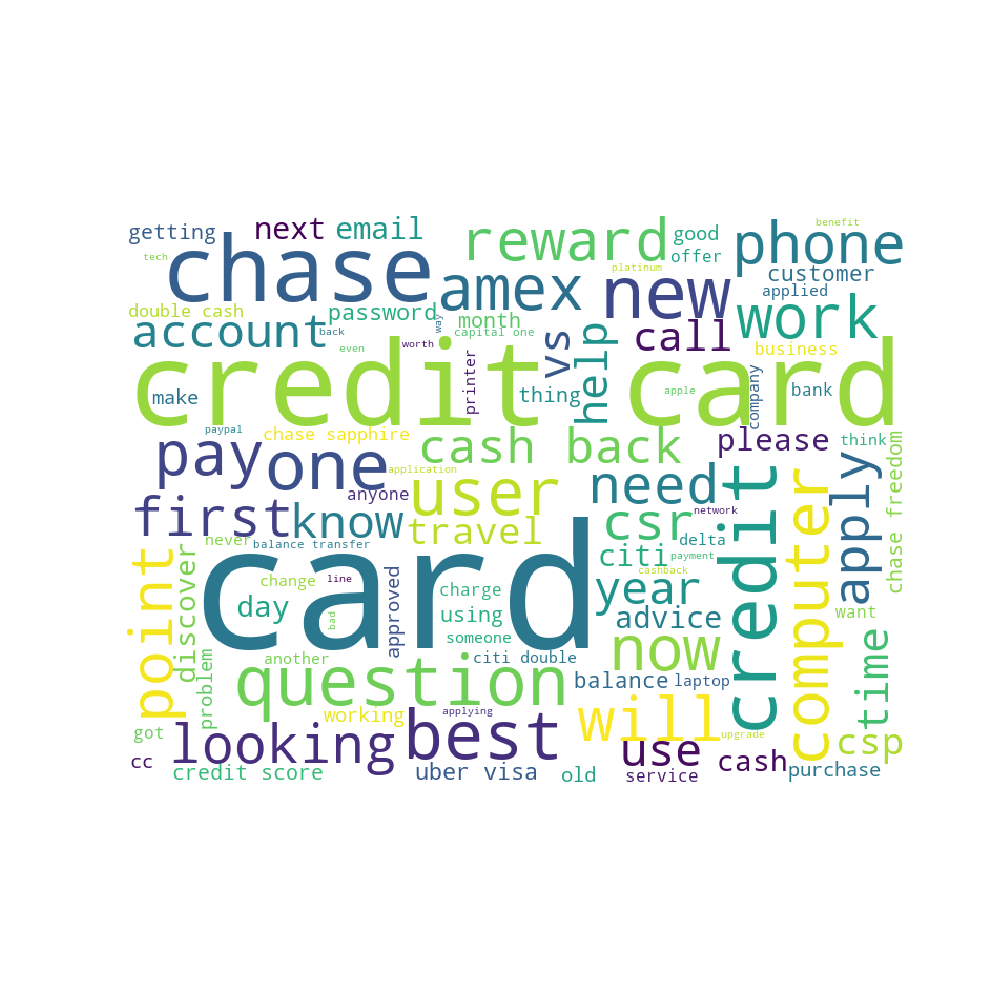 getting
next
email
reward
good
phone
benefit
tech
chase
offer
platinum
customer
amex
new
applied
double cash
password
account
back
way
month
capital one
vs
help
call
work
even
worth
business
credit card
printer
thing
apple
company
bank
make
paypal
chase sapphire
cash back
please
think
pay
one
application
anyone
user
need
credit
computer
apply
chase freedom
first
know
travel
csr
network
never
balance transfer
delta
citi
payment
point
discover
card
change
line
approved
charge
cashback
year
want
day
bad
using
advice
someone
now
time
problem
another
question
citi double
balance
laptop
working
applying
will
upgrade
got
looking
best
use
cash
csp
cc
credit score
uber visa
old
service
purchase